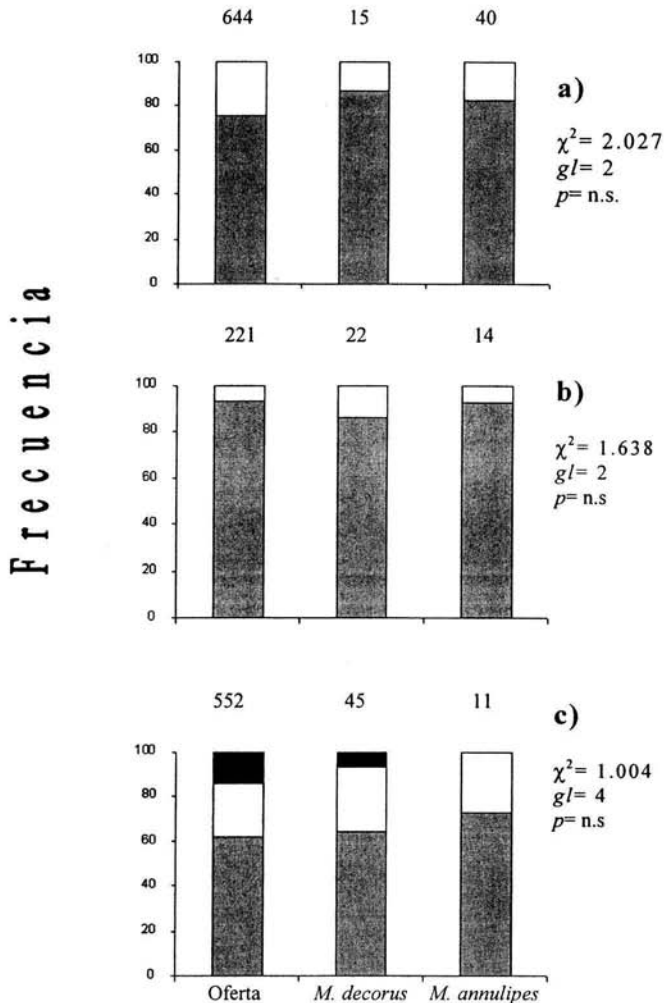 644 15 40
100
80
60
40
20
0
a)
χ²= 2.027
gl= 2
p= n.s.
Frecuencia
221 22 14
100
80
60
40
20
0
b)
χ²= 1.638
gl= 2
p= n.s
552 45 11
100
80
60
40
20
0
c)
χ²= 1.004
gl= 4
p= n.s
Oferta M. decorus M. annulipes